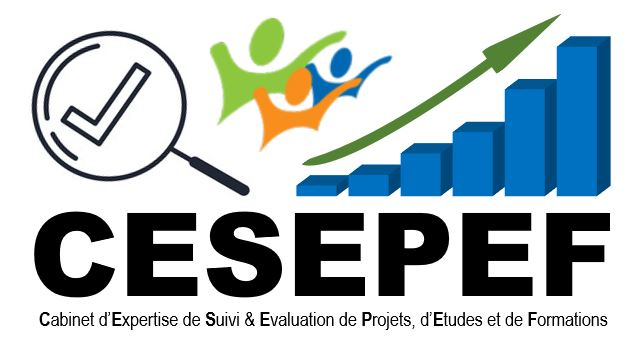 CESEPEF
Cabinet d'Expertise de Suivi & Evaluation de Projets, d'Etudes et de Formations